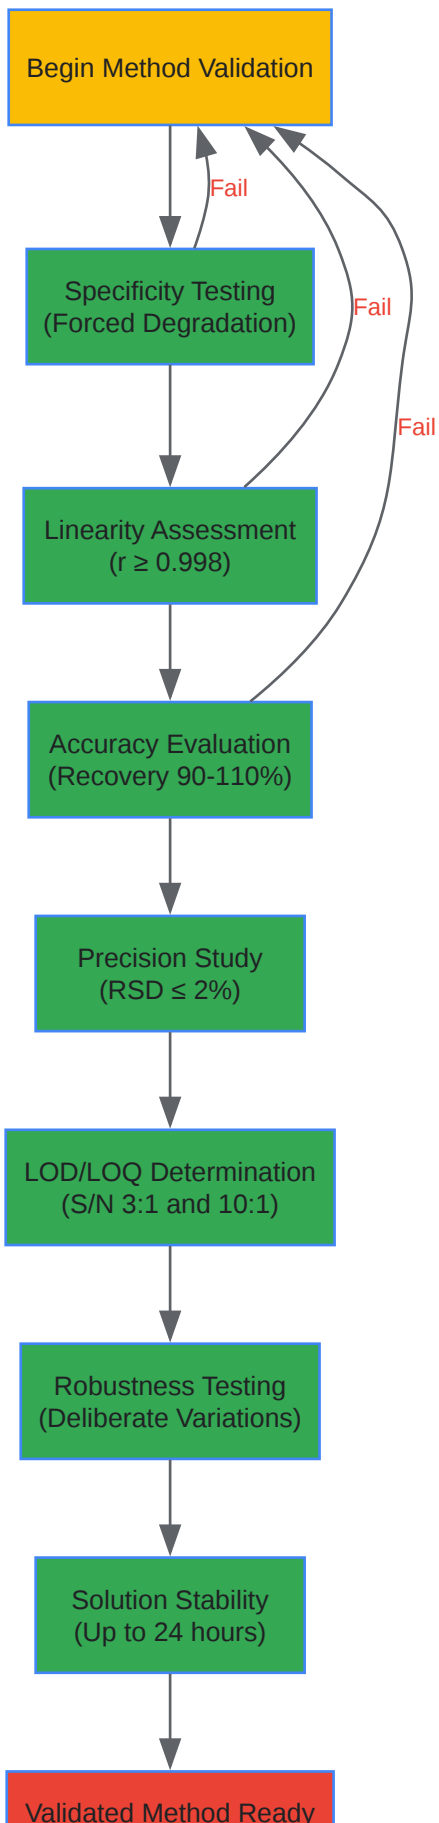 Begin Method Validation
Fail
Specificity Testing
(Forced Degradation)
Fail
Fail
Linearity Assessment
(r ≥ 0.998)
Accuracy Evaluation
(Recovery 90-110%)
Precision Study
(RSD ≤ 2%)
LOD/LOQ Determination
(S/N 3:1 and 10:1)
Robustness Testing
(Deliberate Variations)
Solution Stability
(Up to 24 hours)
Validated Method Ready